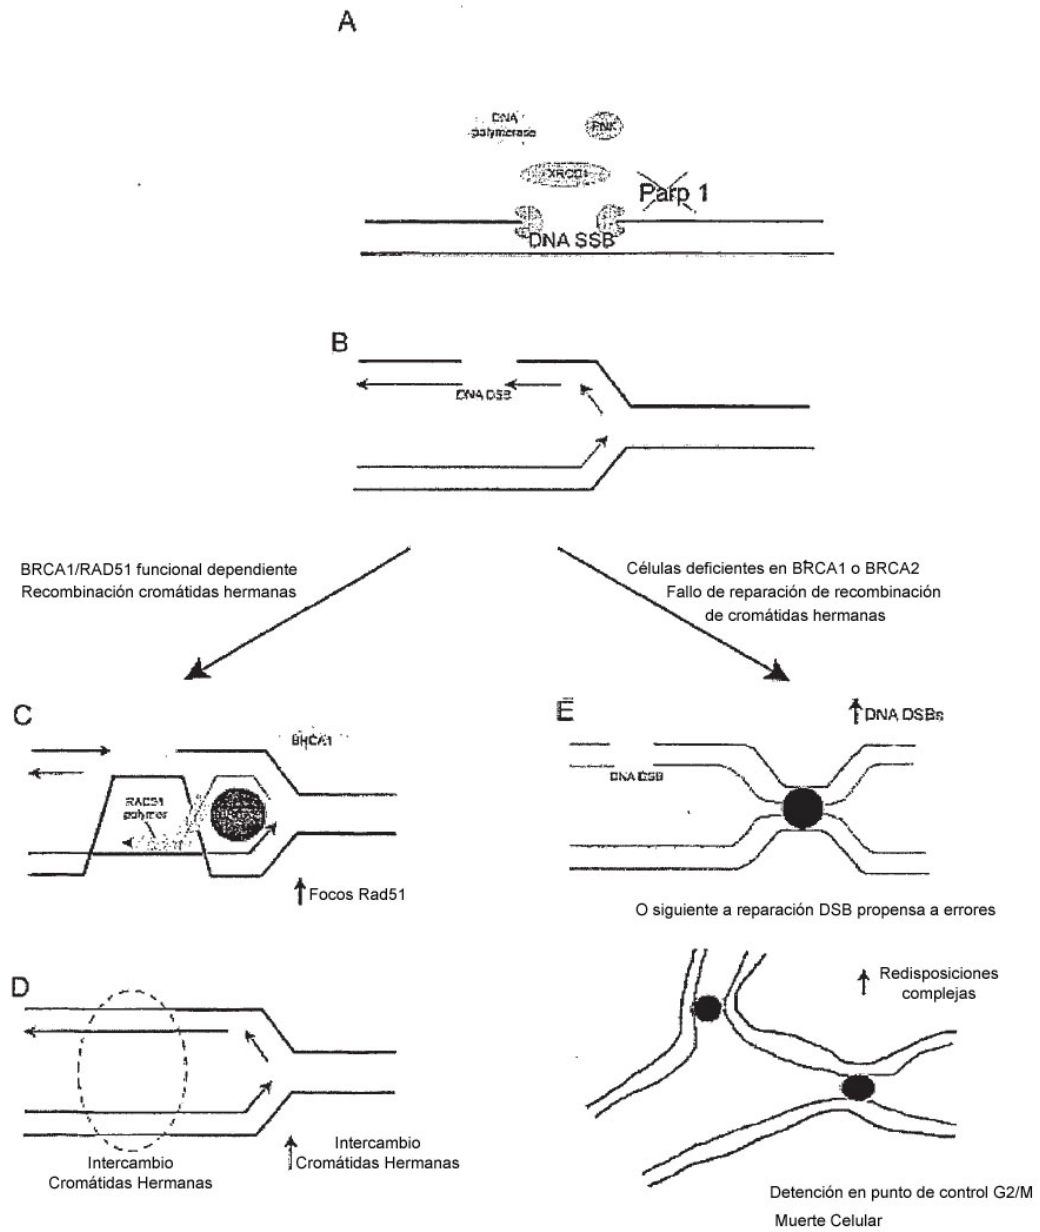 A
DNA
polymerase
PNK
XRCC1
Parp 1
DNA SSB
B
DNA DSB
BRCA1/RAD51 funcional dependiente
Recombinación cromátidas hermanas
Células deficientes en BRCA1 o BRCA2
Fallo de reparación de recombinación
de cromátidas hermanas
C
BRCA1
RAD51
polymer
Focos Rad51
E
DNA DSBs
DNA DSB
O siguiente a reparación DSB propensa a errores
D
Intercambio
Cromátidas Hermanas
Intercambio
Cromátidas Hermanas
Redisposiciones
complejas
Detención en punto de control G2/M
Muerte Celular